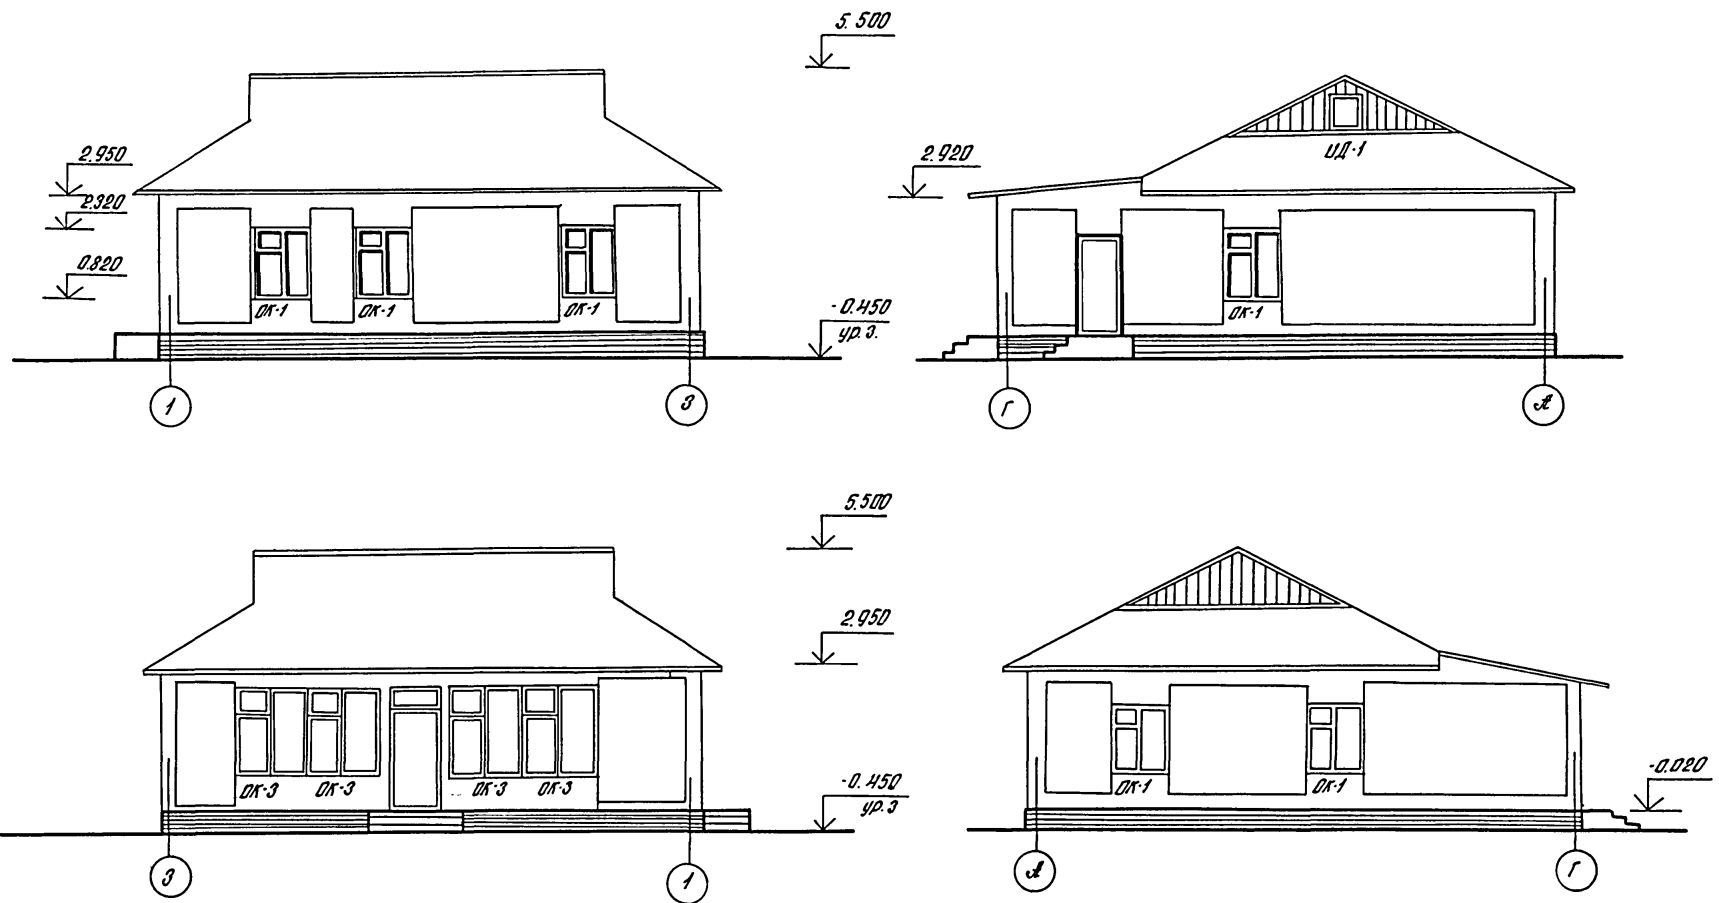 5.500
2.950
2.320
0.820
ОК-1
ОК-1
ОК-1
-0.450
ур.з.
1
3
2.920
ИД-1
ОК-1
Г
А
5.500
2.950
ОК-3
ОК-3
ОК-3
ОК-3
-0.450
ур.з
3
1
ОК-1
ОК-1
-0.020
А
Г